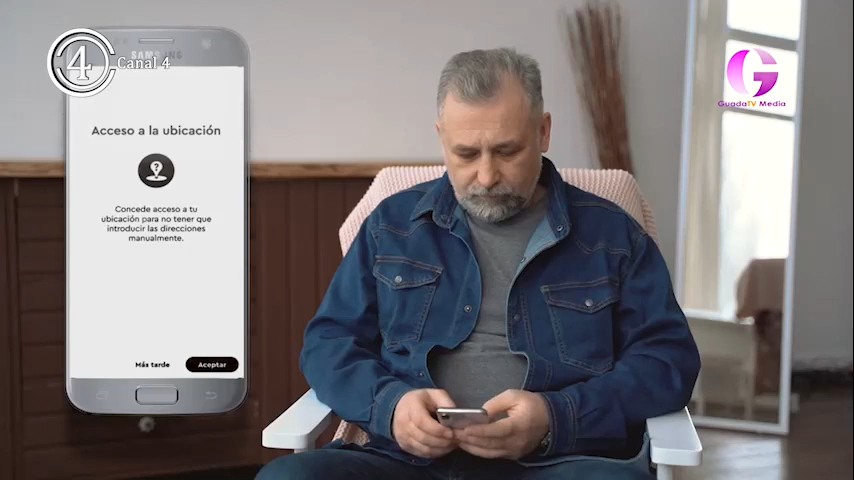 SAMSUNG
4
Canal 4
Acceso a la ubicación
?
Concede acceso a tu
ubicación para no tener que
introducir las direcciones
manualmente.
Más tarde
Aceptar
G
GuadaTV Media